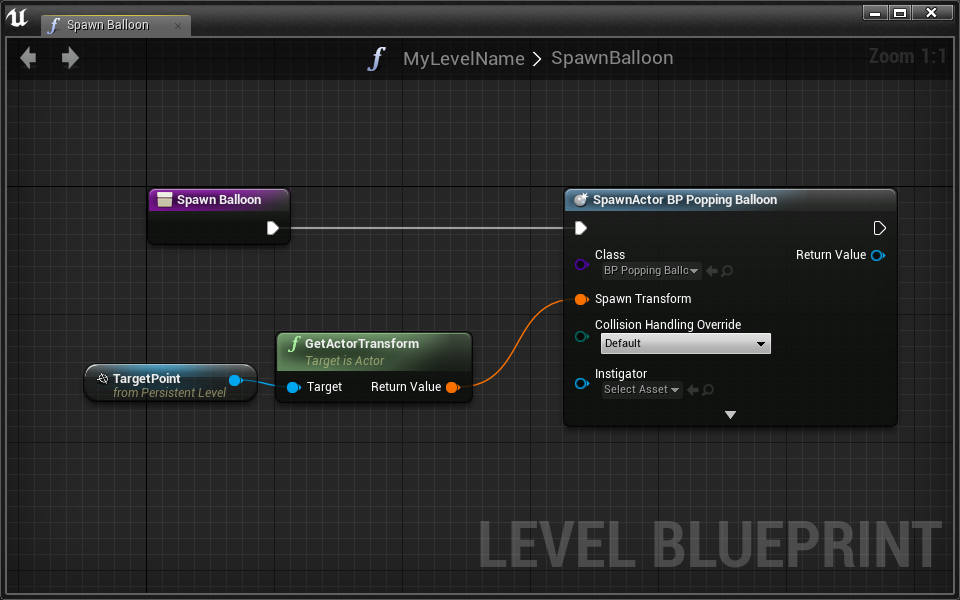 Spawn Balloon
MyLevelName > SpawnBalloon
Zoom 1:1
Spawn Balloon
SpawnActor BP Popping Balloon
Class
BP Popping Ballo
Return Value
Spawn Transform
Collision Handling Override
Default
Instigator
Select Asset
GetActorTransform
Target is Actor
Target
Return Value
TargetPoint
from Persistent Level
LEVEL BLUEPRINT